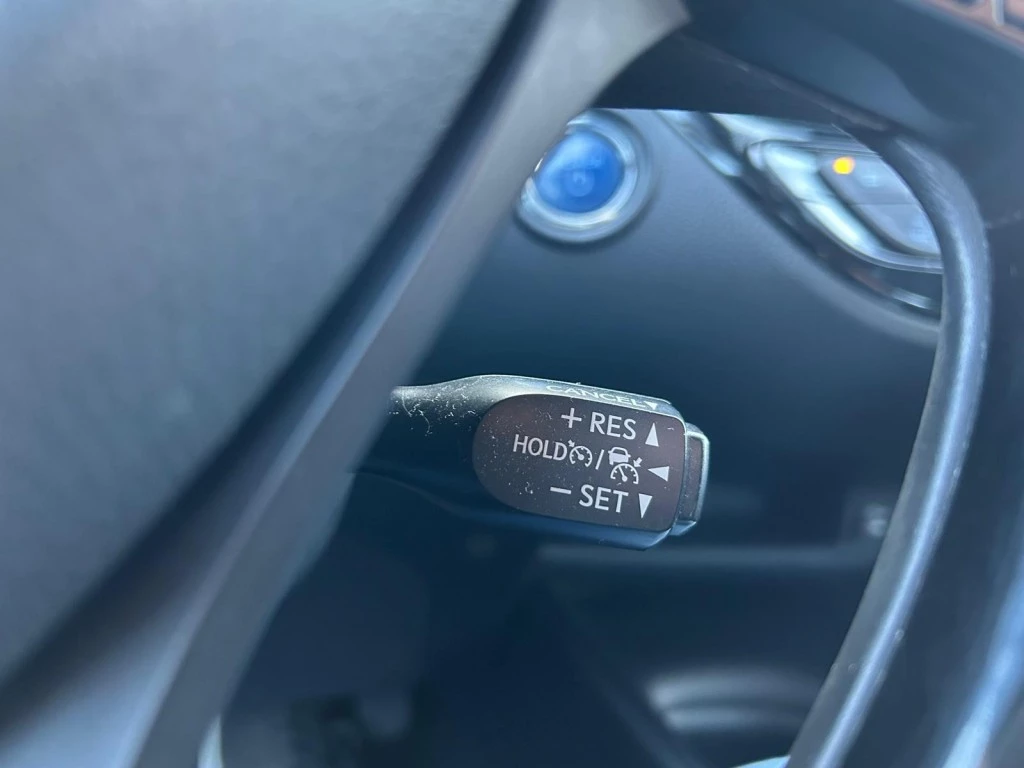 CANCEL▼
+ RES ▲
HOLD / ◀
− SET ▼